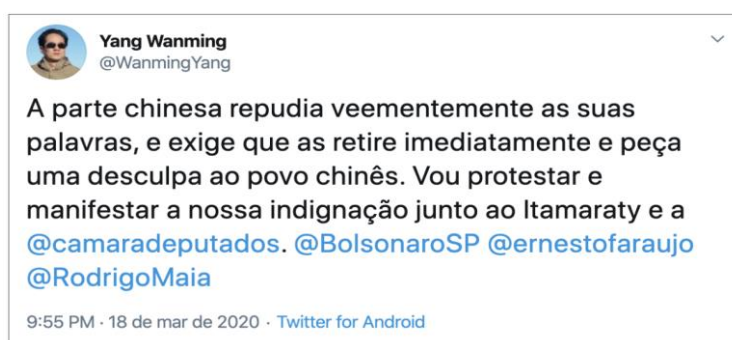 Yang Wanming
@WanmingYang
A parte chinesa repudia veementemente as suas
palavras, e exige que as retire imediatamente e peça
uma desculpa ao povo chinês. Vou protestar e
manifestar a nossa indignação junto ao Itamaraty e a
@camaradeputados. @BolsonaroSP @ernestofaraujo
@RodrigoMaia
9:55 PM · 18 de mar de 2020 · Twitter for Android